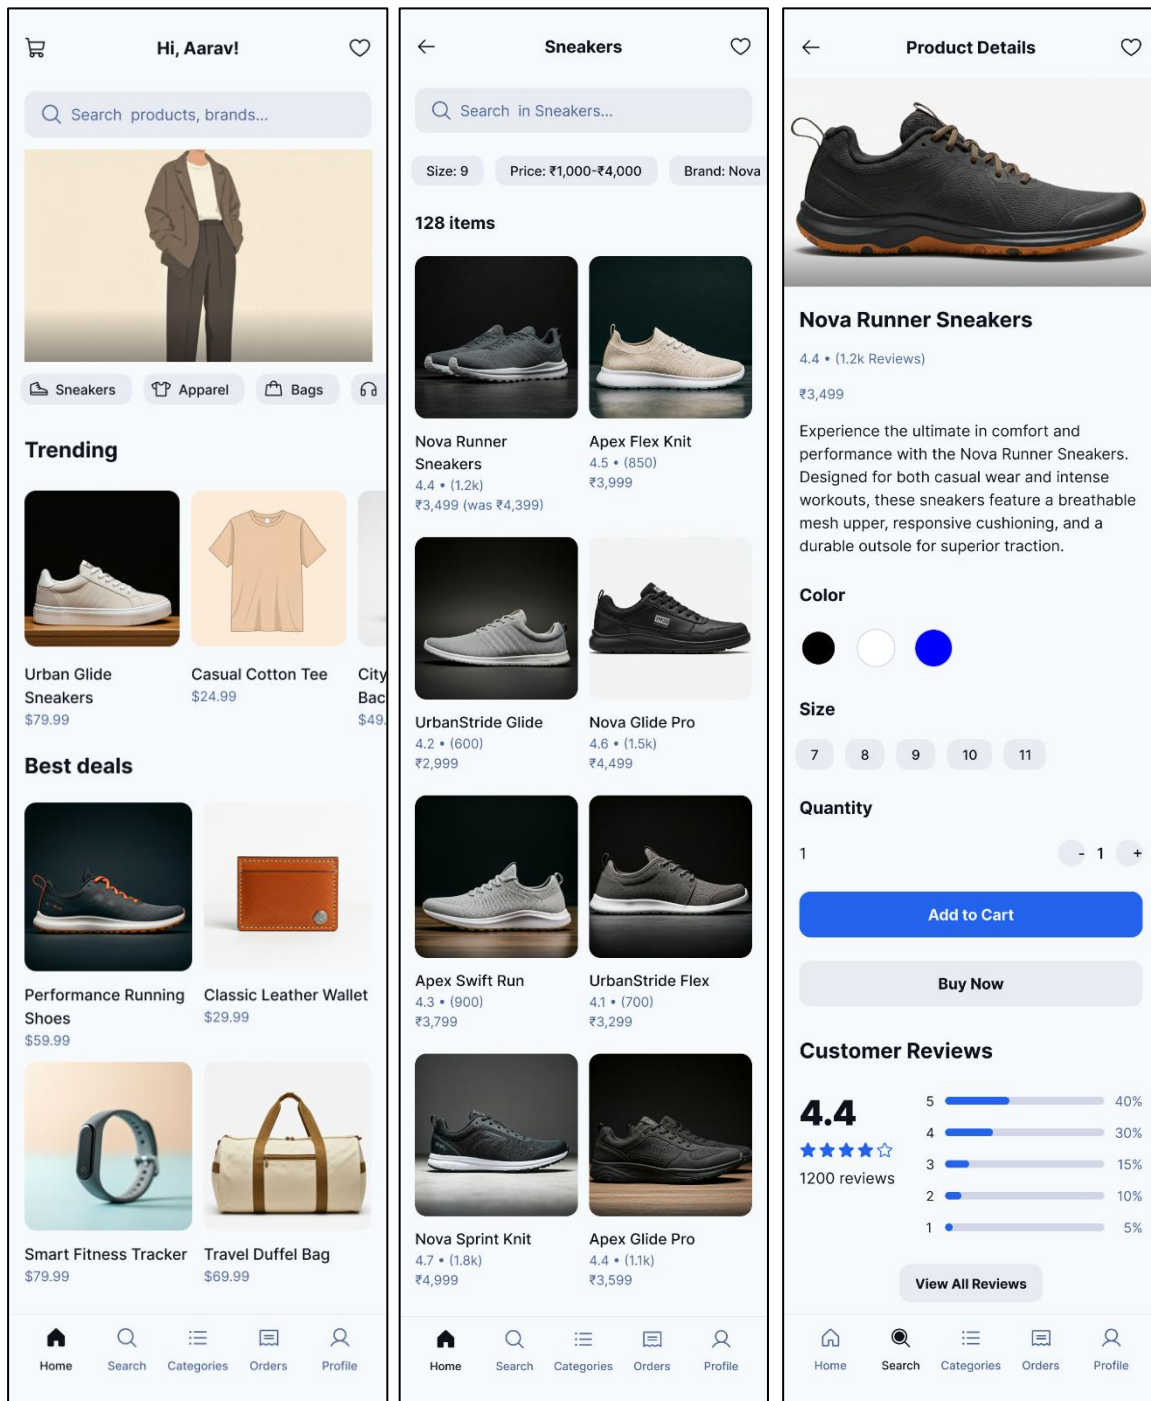 Hi, Aarav!
Search products, brands...
Sneakers
Apparel
Bags
Trending
Urban Glide
Sneakers
$79.99
Casual Cotton Tee
$24.99
City
Bac
$49.
Best deals
Performance Running
Shoes
$59.99
Classic Leather Wallet
$29.99
Smart Fitness Tracker
$79.99
Travel Duffel Bag
$69.99
Home
Search
Categories
Orders
Profile
Sneakers
Search in Sneakers...
Size: 9
Price: ₹1,000-₹4,000
Brand: Nova
128 items
Nova Runner
Sneakers
4.4 • (1.2k)
₹3,499 (was ₹4,399)
Apex Flex Knit
4.5 • (850)
₹3,999
UrbanStride Glide
4.2 • (600)
₹2,999
Nova Glide Pro
4.6 • (1.5k)
₹4,499
Apex Swift Run
4.3 • (900)
₹3,799
UrbanStride Flex
4.1 • (700)
₹3,299
Nova Sprint Knit
4.7 • (1.8k)
₹4,999
Apex Glide Pro
4.4 • (1.1k)
₹3,599
Home
Search
Categories
Orders
Profile
Product Details
Nova Runner Sneakers
4.4 • (1.2k Reviews)
₹3,499
Experience the ultimate in comfort and
performance with the Nova Runner Sneakers.
Designed for both casual wear and intense
workouts, these sneakers feature a breathable
mesh upper, responsive cushioning, and a
durable outsole for superior traction.
Color
Size
7 8 9 10 11
Quantity
1 - 1 +
Add to Cart
Buy Now
Customer Reviews
4.4
1200 reviews
5 40%
4 30%
3 15%
2 10%
1 5%
View All Reviews
Home
Search
Categories
Orders
Profile